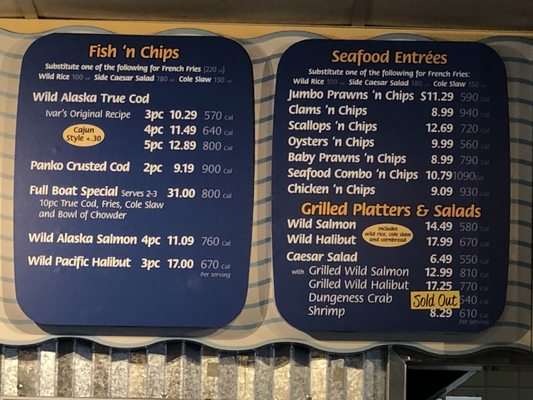 Fish 'n Chips
Substitute one of the following for French Fries (220 cal)
Wild Rice 100 cal Side Caesar Salad 180 cal Cole Slaw 150 cal
Wild Alaska True Cod
Ivar's Original Recipe 3pc 10.29 570 Cal
Cajun style +.30
4pc 11.49 640 Cal
5pc 12.89 800 Cal
Panko Crusted Cod 2pc 9.19 900 Cal
Full Boat Special Serves 2-3 31.00 800 Cal
10pc True Cod, Fries, Cole Slaw
and Bowl of Chowder
Wild Alaska Salmon 4pc 11.09 760 Cal
Wild Pacific Halibut 3pc 17.00 670 Cal
Per serving
Seafood Entrées
Substitute one of the following for French Fries:
Wild Rice 100 cal Side Caesar Salad 180 cal Cole Slaw 150 cal
Jumbo Prawns 'n Chips $11.29 590 Cal
Clams 'n Chips 8.99 940 Cal
Scallops 'n Chips 12.69 720 Cal
Oysters 'n Chips 9.99 560 Cal
Baby Prawns 'n Chips 8.99 790 Cal
Seafood Combo 'n Chips 10.79 1090 Cal
Chicken 'n Chips 9.09 930 Cal
Grilled Platters & Salads
Wild Salmon 14.49 580 Cal
includes wild rice, cole slaw and cornbread
Wild Halibut 17.99 670 Cal
Caesar Salad 6.49 550 Cal
with Grilled Wild Salmon 12.99 810 Cal
Grilled Wild Halibut 17.25 770 Cal
Dungeness Crab Sold Out 540 Cal
Shrimp 8.29 610 Cal
Per serving